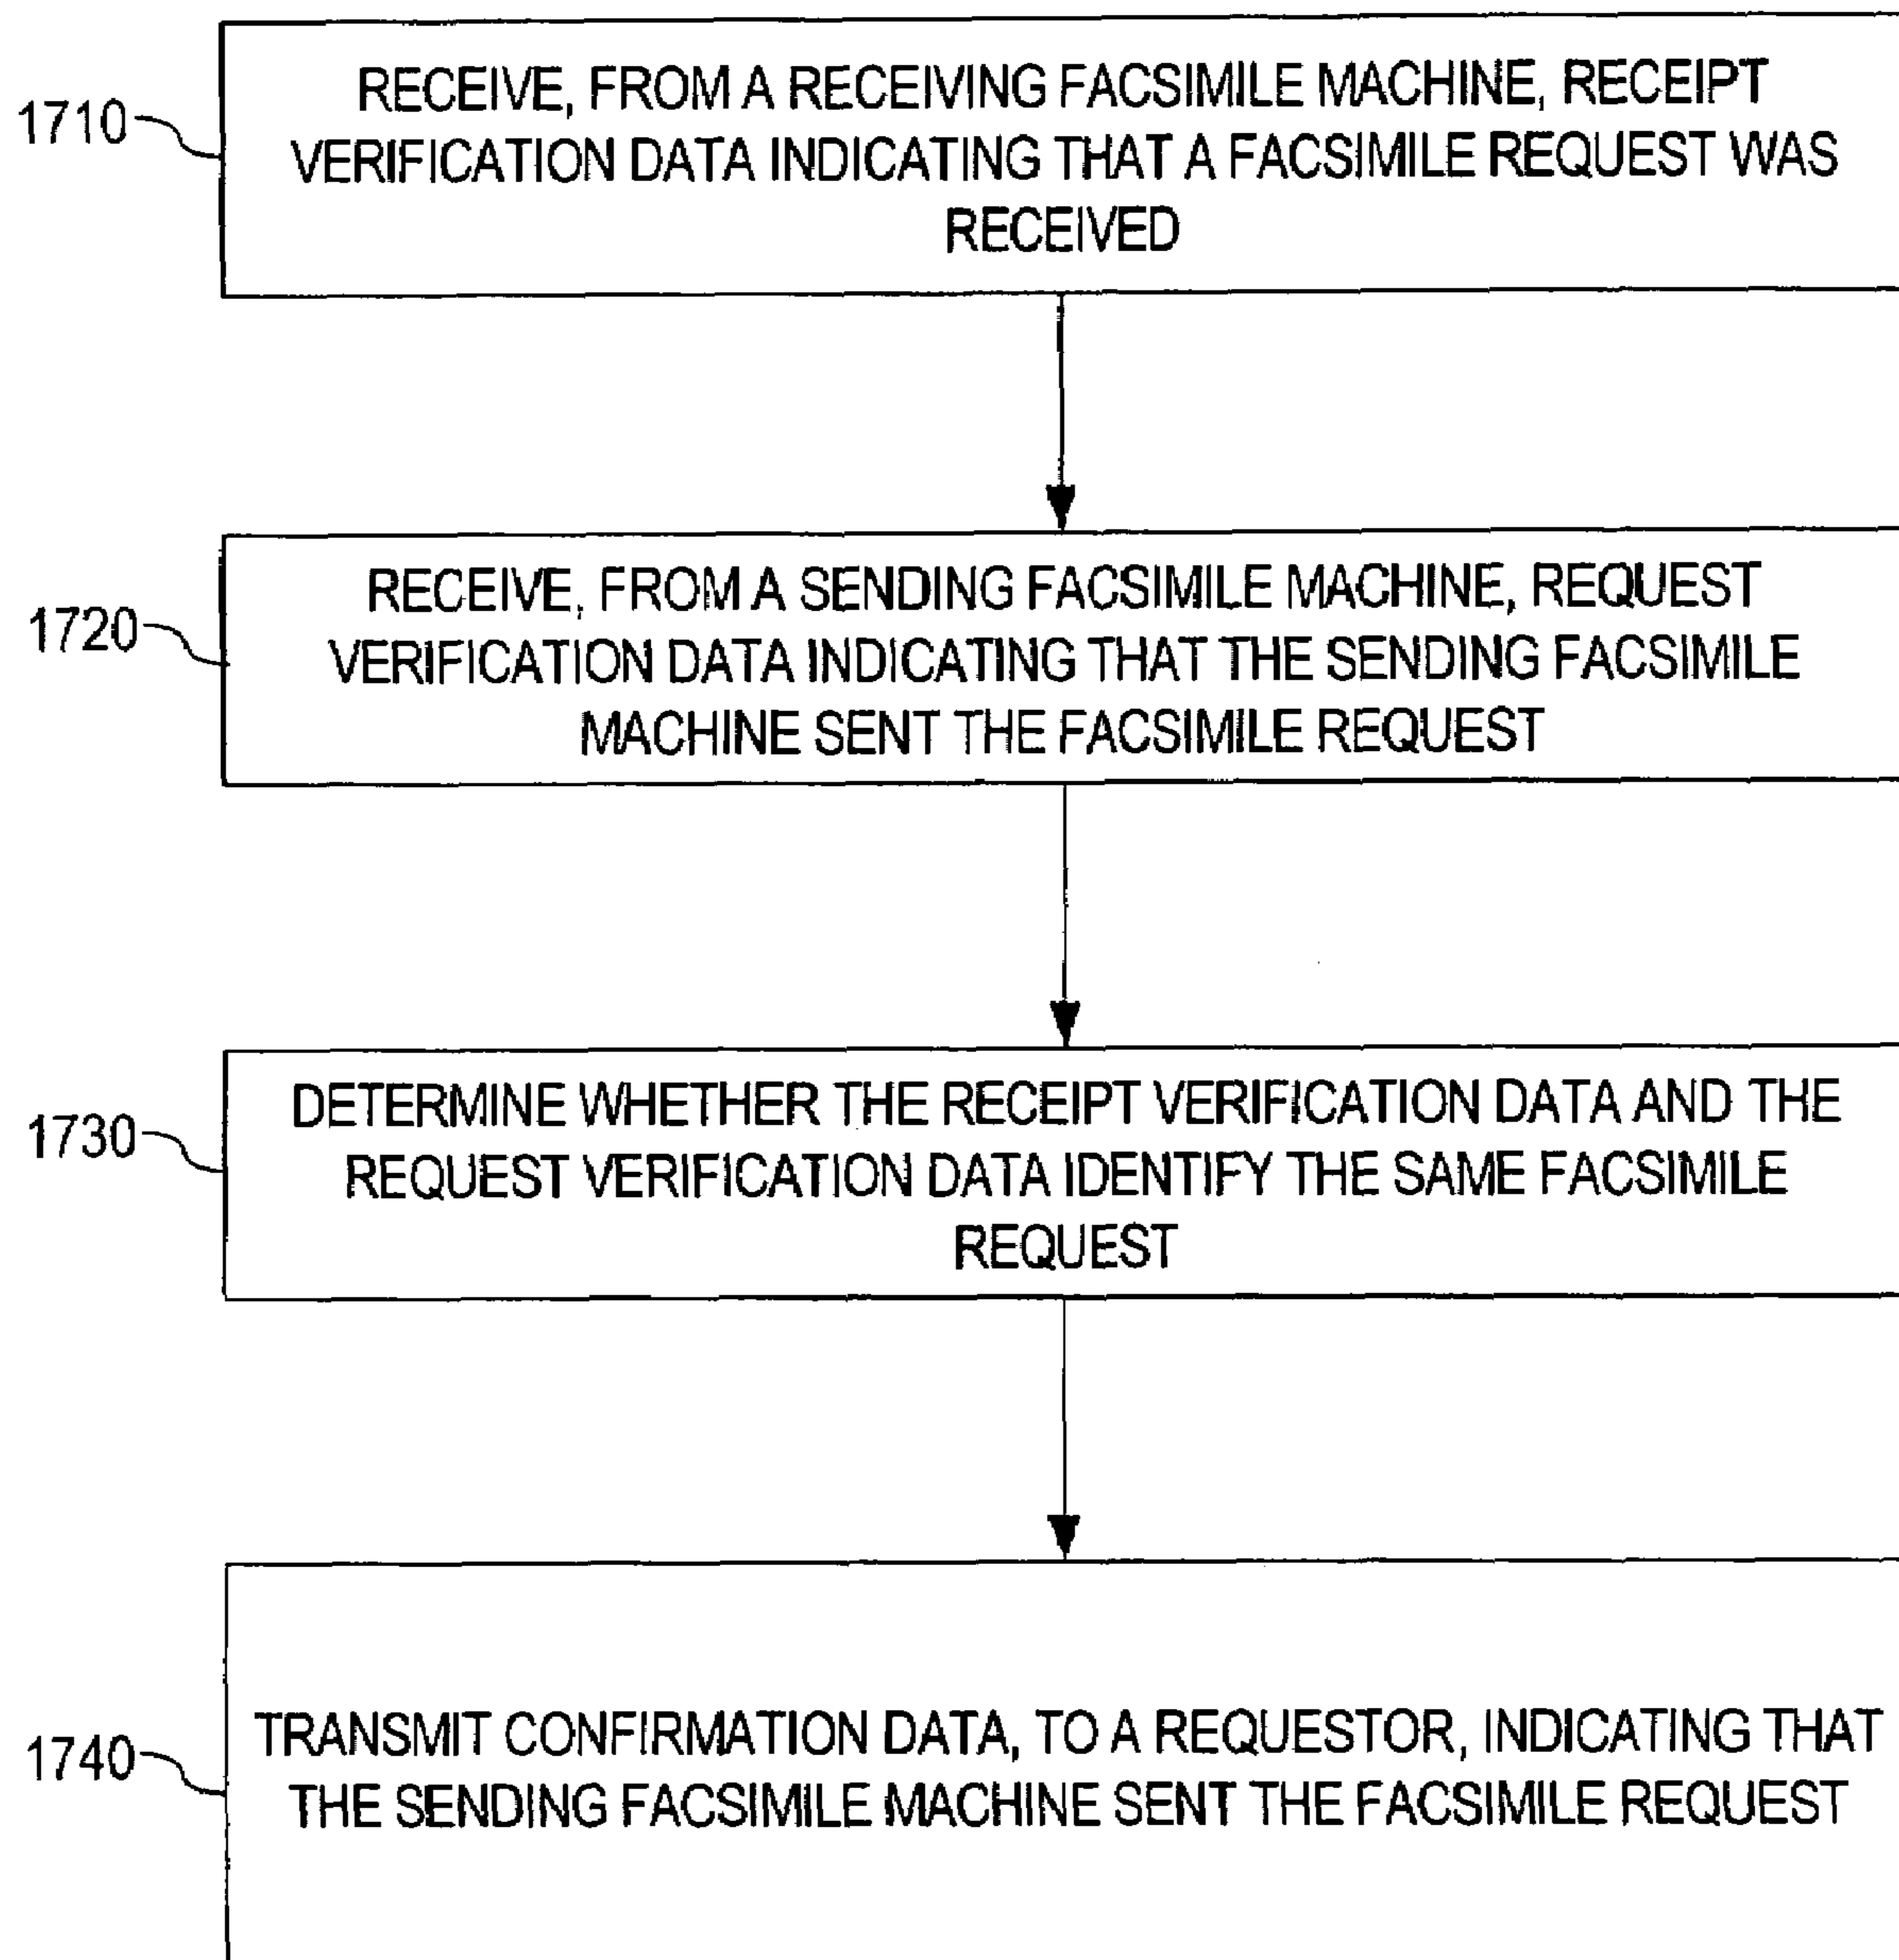 1710
RECEIVE, FROM A RECEIVING FACSIMILE MACHINE, RECEIPT
VERIFICATION DATA INDICATING THAT A FACSIMILE REQUEST WAS
RECEIVED
1720
RECEIVE, FROM A SENDING FACSIMILE MACHINE, REQUEST
VERIFICATION DATA INDICATING THAT THE SENDING FACSIMILE
MACHINE SENT THE FACSIMILE REQUEST
1730
DETERMINE WHETHER THE RECEIPT VERIFICATION DATA AND THE
REQUEST VERIFICATION DATA IDENTIFY THE SAME FACSIMILE
REQUEST
1740
TRANSMIT CONFIRMATION DATA, TO A REQUESTOR, INDICATING THAT
THE SENDING FACSIMILE MACHINE SENT THE FACSIMILE REQUEST